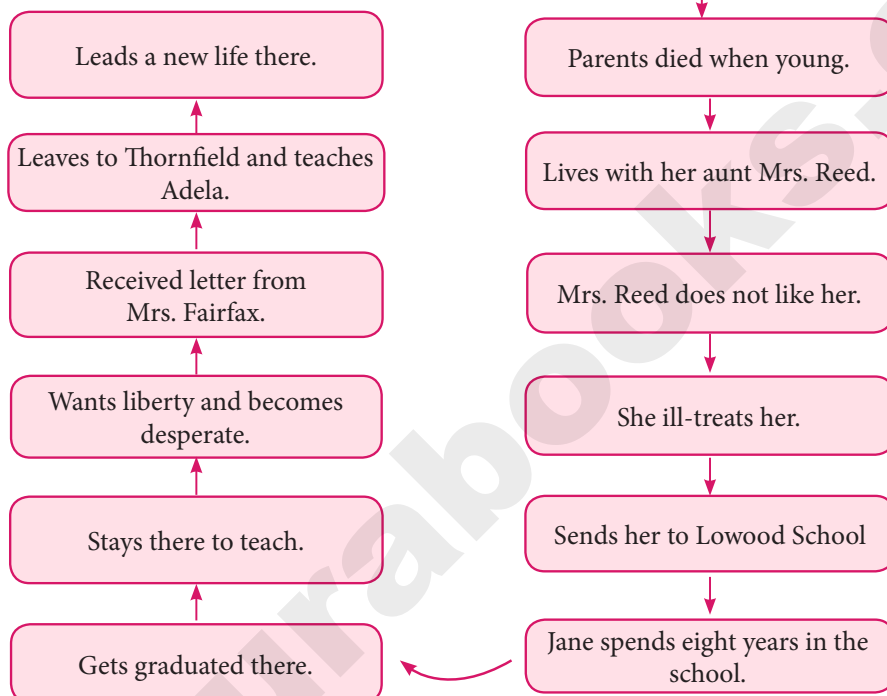 Parents died when young.
Lives with her aunt Mrs. Reed.
Mrs. Reed does not like her.
She ill-treats her.
Sends her to Lowood School
Jane spends eight years in the
school.
Gets graduated there.
Stays there to teach.
Wants liberty and becomes
desperate.
Received letter from
Mrs. Fairfax.
Leaves to Thornfield and teaches
Adela.
Leads a new life there.